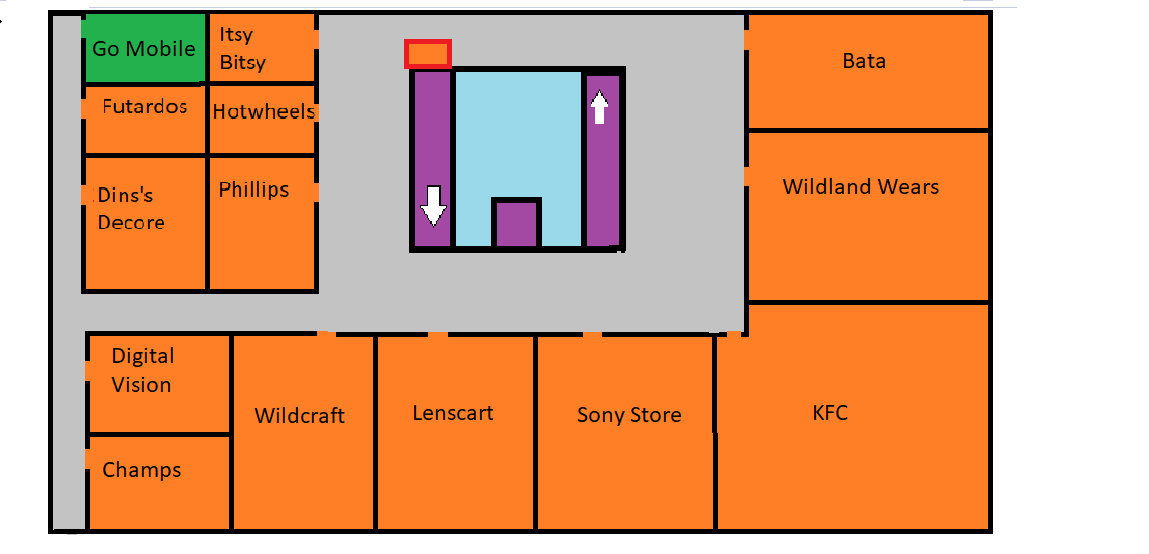 Go Mobile
Itsy
Bitsy
Bata
Futardos
Hotwheels
Wildland Wears
Dins's
Decore
Phillips
Digital
Vision
Wildcraft
Lenscart
Sony Store
KFC
Champs